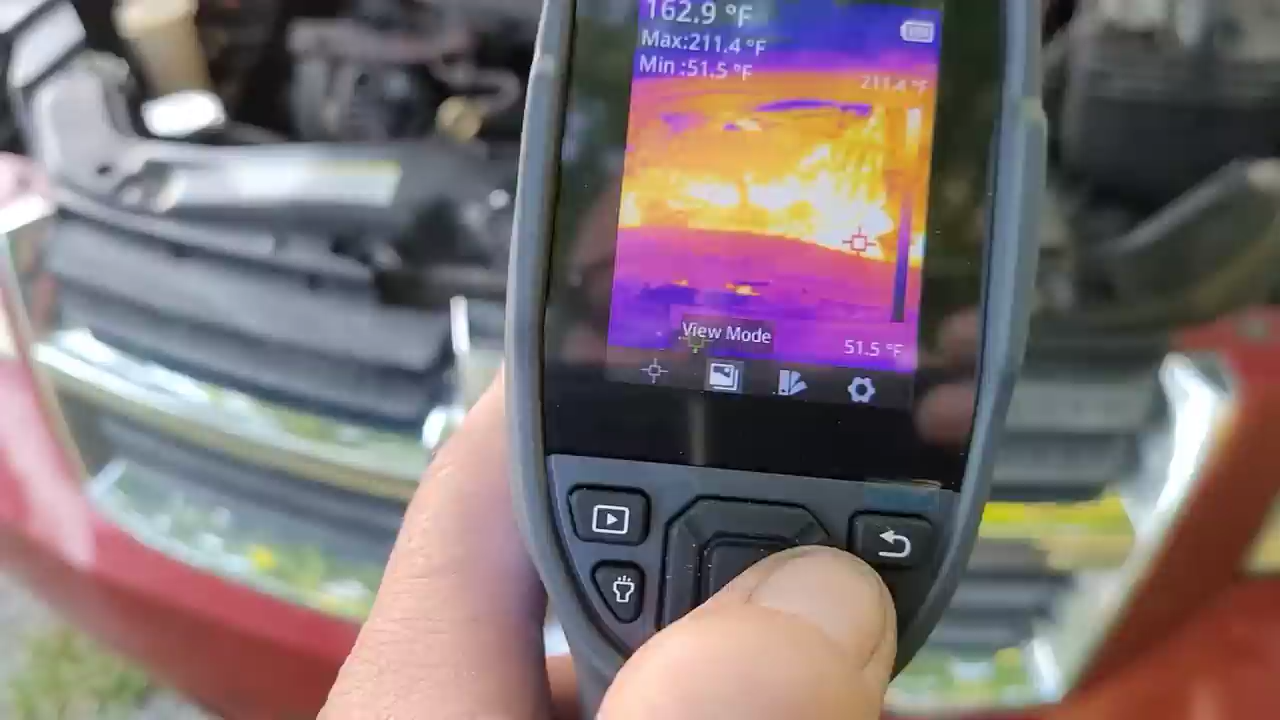 162.9 °F
Max:211.4 °F
Min :51.5 °F
211.4 °F
View Mode
51.5 °F